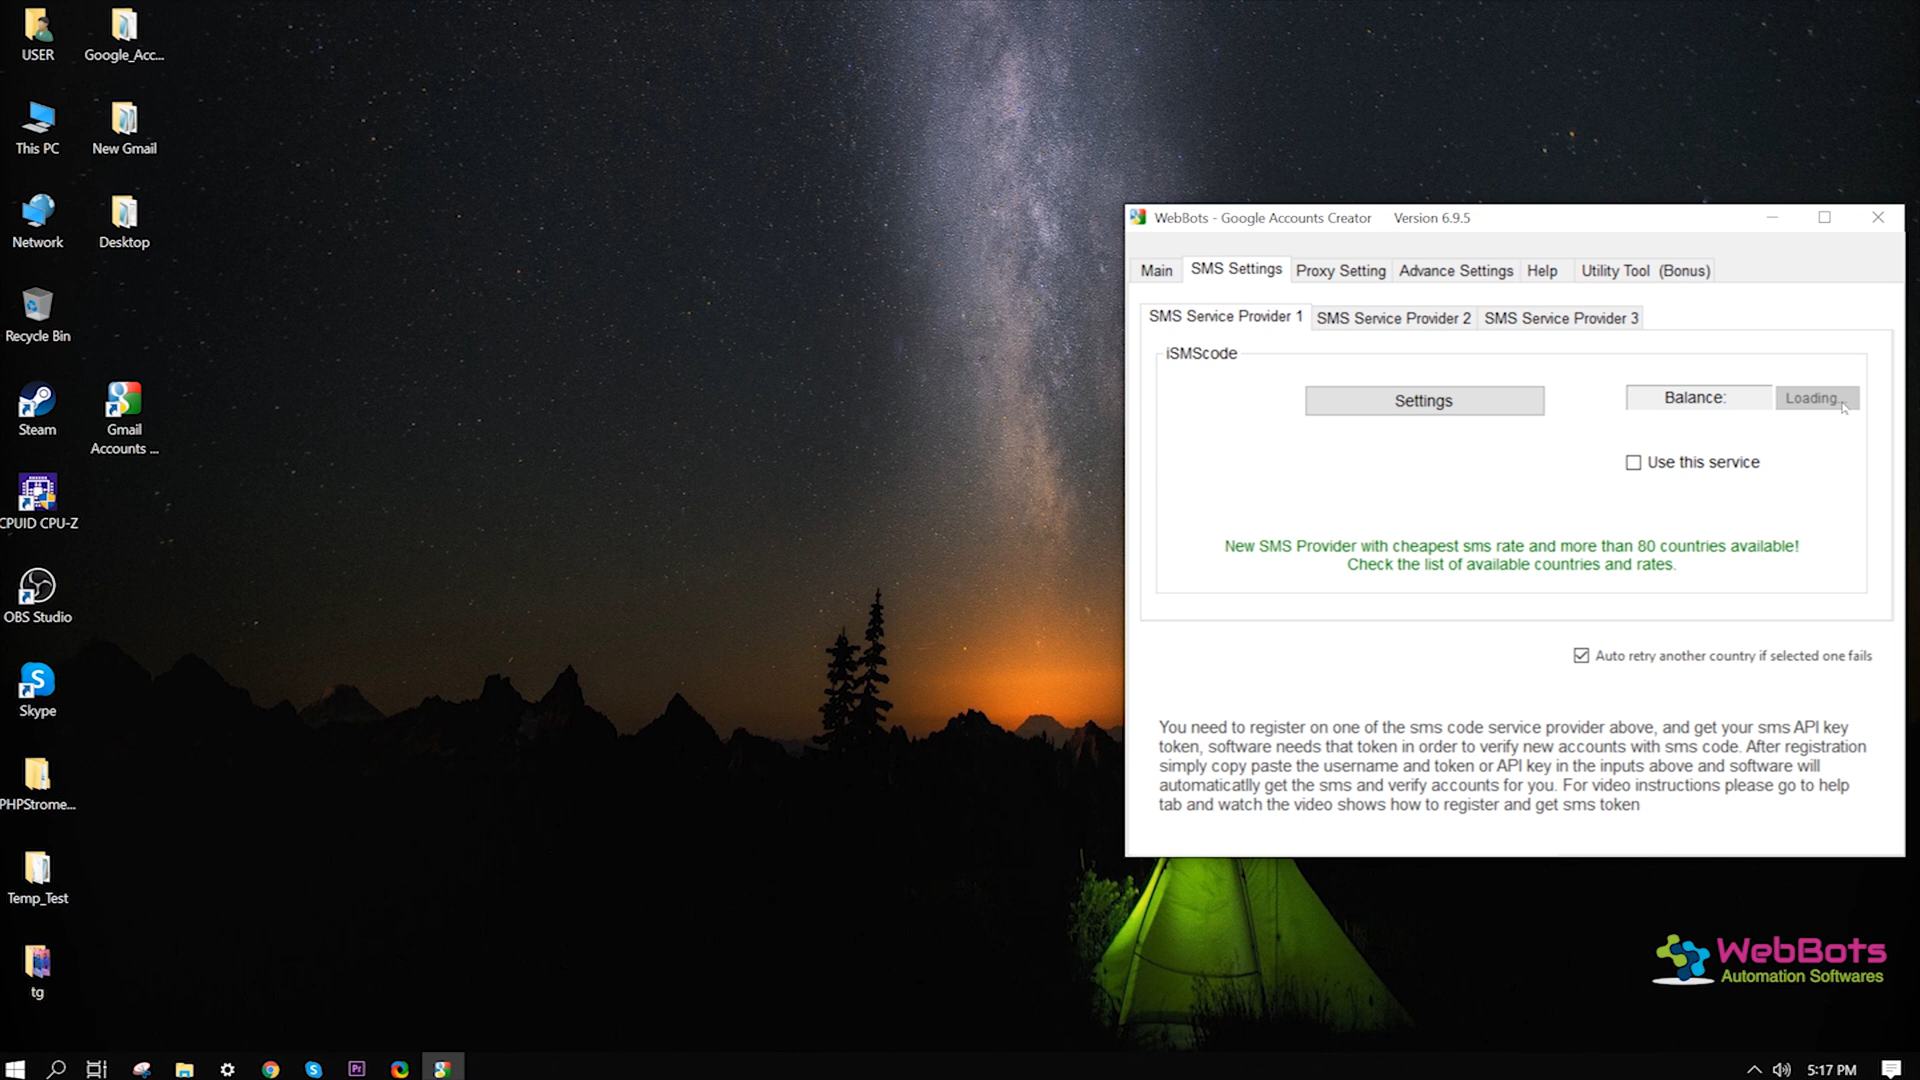 USER
Google_Acc...
This PC
New Gmail
Network
Desktop
Recycle Bin
Steam
Gmail
Accounts ...
CPUID CPU-Z
OBS Studio
Skype
PHPStrome...
Temp_Test
tg
WebBots - Google Accounts Creator Version 6.9.5
Main SMS Settings Proxy Setting Advance Settings Help Utility Tool (Bonus)
SMS Service Provider 1 SMS Service Provider 2 SMS Service Provider 3
iSMScode
Settings
Balance:
Loading...
Use this service
New SMS Provider with cheapest sms rate and more than 80 countries available!
Check the list of available countries and rates.
Auto retry another country if selected one fails
You need to register on one of the sms code service provider above, and get your sms API key
token, software needs that token in order to verify new accounts with sms code. After registration
simply copy paste the username and token or API key in the inputs above and software will
automaticatlly get the sms and verify accounts for you. For video instructions please go to help
tab and watch the video shows how to register and get sms token
WebBots
Automation Softwares
S
Pr
5:17 PM